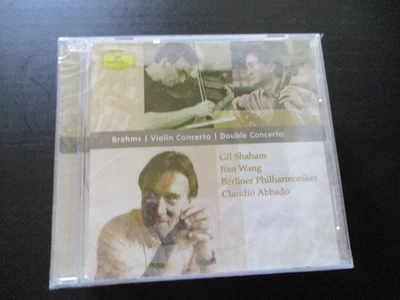 Brahms | Violin Concerto | Double Concerto
Gil Shaham
Jian Wang
Berliner Philharmoniker
Claudio Abbado